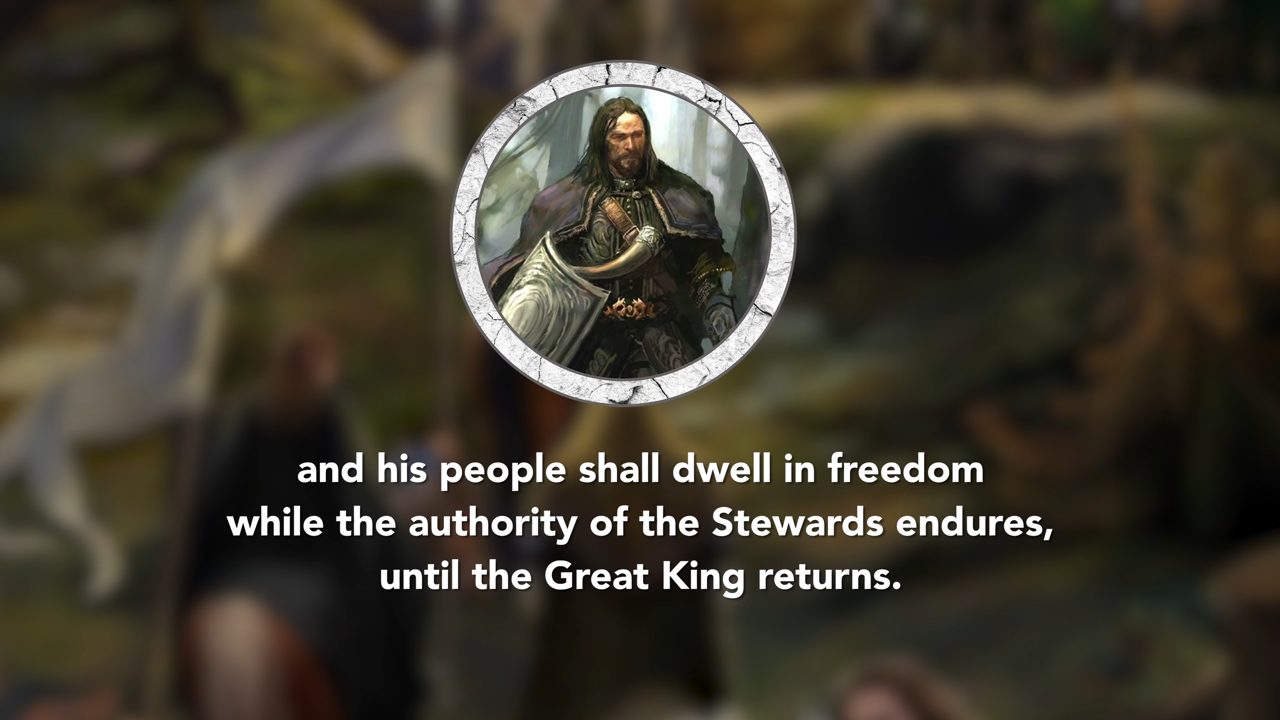 and his people shall dwell in freedom
while the authority of the Stewards endures,
until the Great King returns.